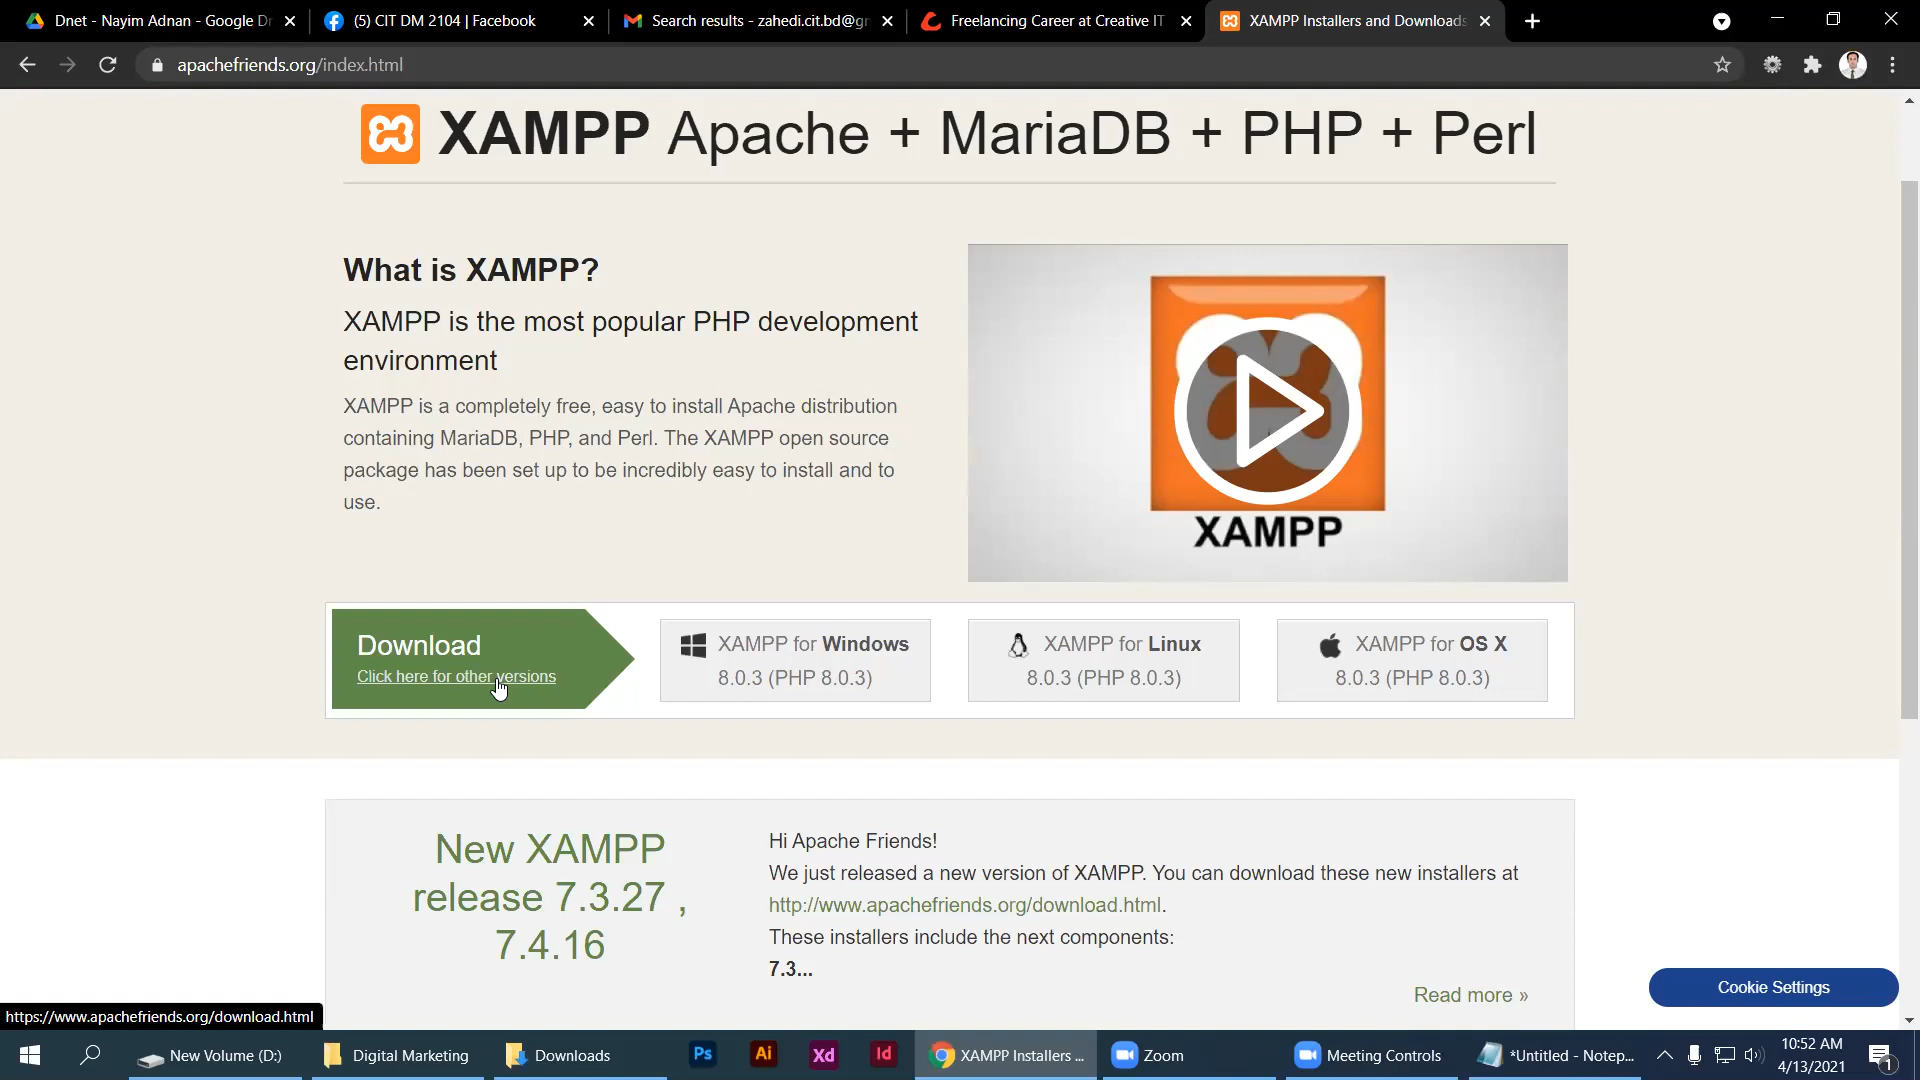 Dnet - Nayim Adnan - Google Dr
(5) CIT DM 2104 | Facebook
Search results - zahedi.cit.bd@gm
Freelancing Career at Creative IT
XAMPP Installers and Downloads
apachefriends.org/index.html
XAMPP Apache + MariaDB + PHP + Perl
What is XAMPP?
XAMPP is the most popular PHP development
environment
XAMPP is a completely free, easy to install Apache distribution
containing MariaDB, PHP, and Perl. The XAMPP open source
package has been set up to be incredibly easy to install and to
use.
XAMPP
Download
Click here for other versions
XAMPP for Windows
8.0.3 (PHP 8.0.3)
XAMPP for Linux
8.0.3 (PHP 8.0.3)
XAMPP for OS X
8.0.3 (PHP 8.0.3)
New XAMPP
release 7.3.27 ,
7.4.16
Hi Apache Friends!
We just released a new version of XAMPP. You can download these new installers at
http://www.apachefriends.org/download.html.
These installers include the next components:
7.3...
Read more »
Cookie Settings
https://www.apachefriends.org/download.html
New Volume (D:)
Digital Marketing
Downloads
Ps
Ai
Xd
Id
XAMPP Installers ...
Zoom
Meeting Controls
*Untitled - Notep...
10:52 AM
4/13/2021
1